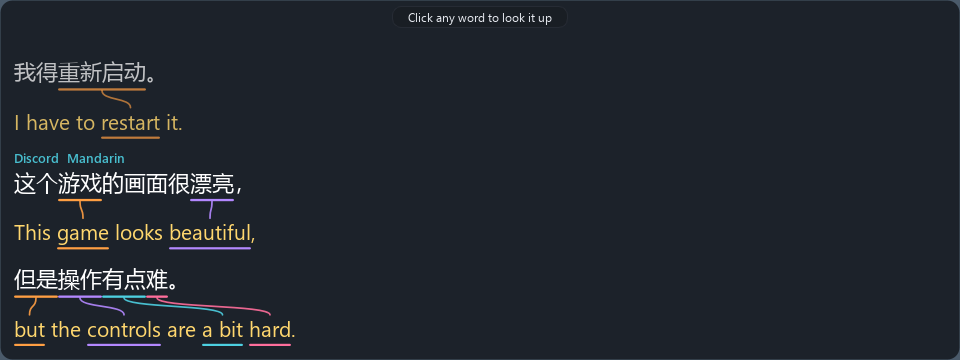 Click any word to look it up
我得重新启动。
I have to restart it.
Discord Mandarin
这个游戏的画面很漂亮，
This game looks beautiful,
但是操作有点难。
but the controls are a bit hard.